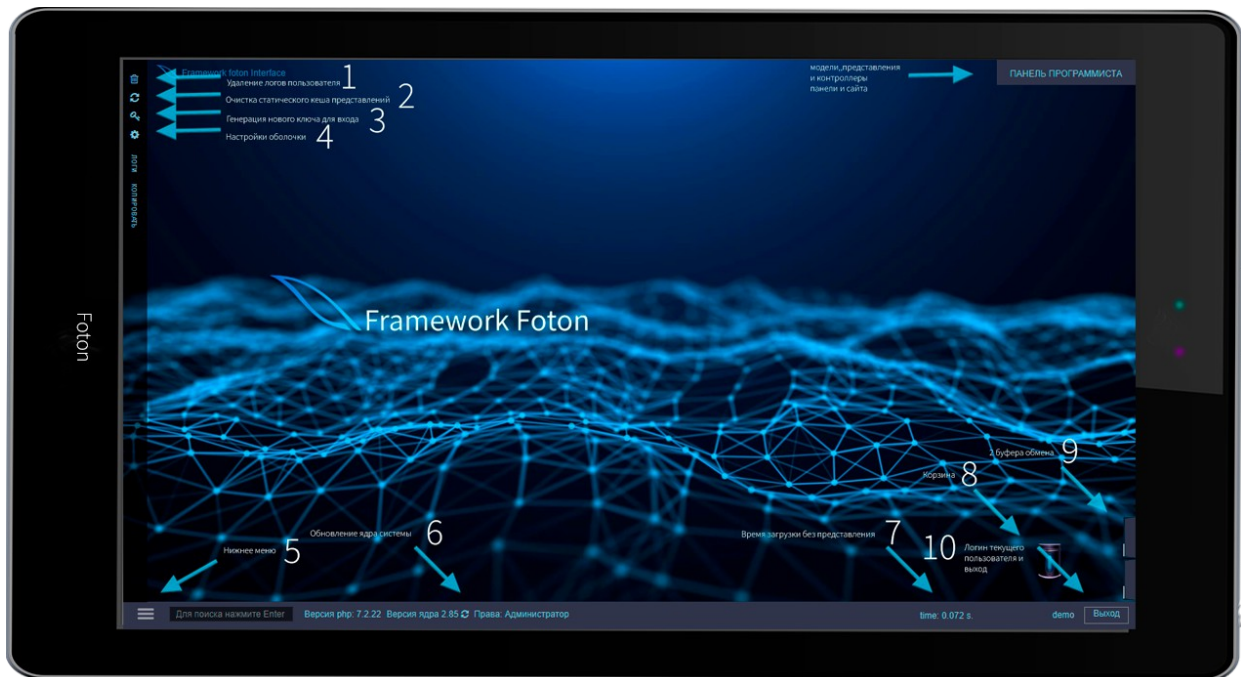 Framework foton Interface
Удаление логов пользователя 1
Очистка статического кеша представлений 2
Генерация нового ключа для входа 3
Настройки оболочки 4
модели_представления
и контроллеры
панели и сайта
ПАНЕЛЬ ПРОГРАММИСТА
ЛОГИ
КОПИРОВАТЬ
Foton
Framework Foton
2 буфера обмена 9
Корзина 8
Обновление ядра системы 6
Нижнее меню 5
Время загрузки без представления 7
10 Логин текущего
пользователя и
выход
Для поиска нажмите Enter
Версия php: 7.2.22 Версия ядра 2.85 Права: Администратор
time: 0.072 s.
demo
Выход